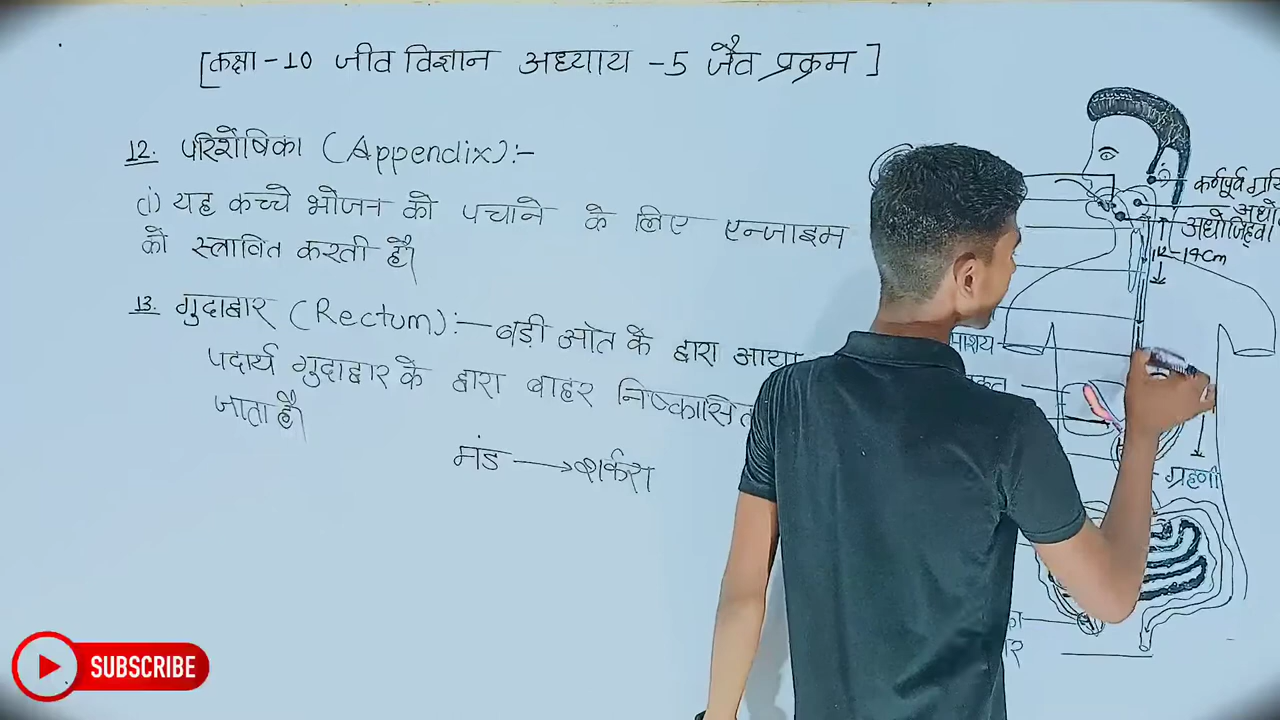 [कक्षा -10 जीव विज्ञान अध्याय -5 जैव प्रक्रम]
12. परिशेषिका (Appendix):-
(i) यह कच्चे भोजन को पचाने के लिए एन्जाइम
को स्त्रावित करती है।
13. गुदाद्वार (Rectum):- बड़ी आँत के द्वारा आया
पदार्थ गुदाद्वार के द्वारा बाहर निष्कासित
जाता है।
मंड → शर्करा
कर्णपूर्व
अधोजिह्वा
12-14cm
ग्रहणी
SUBSCRIBE